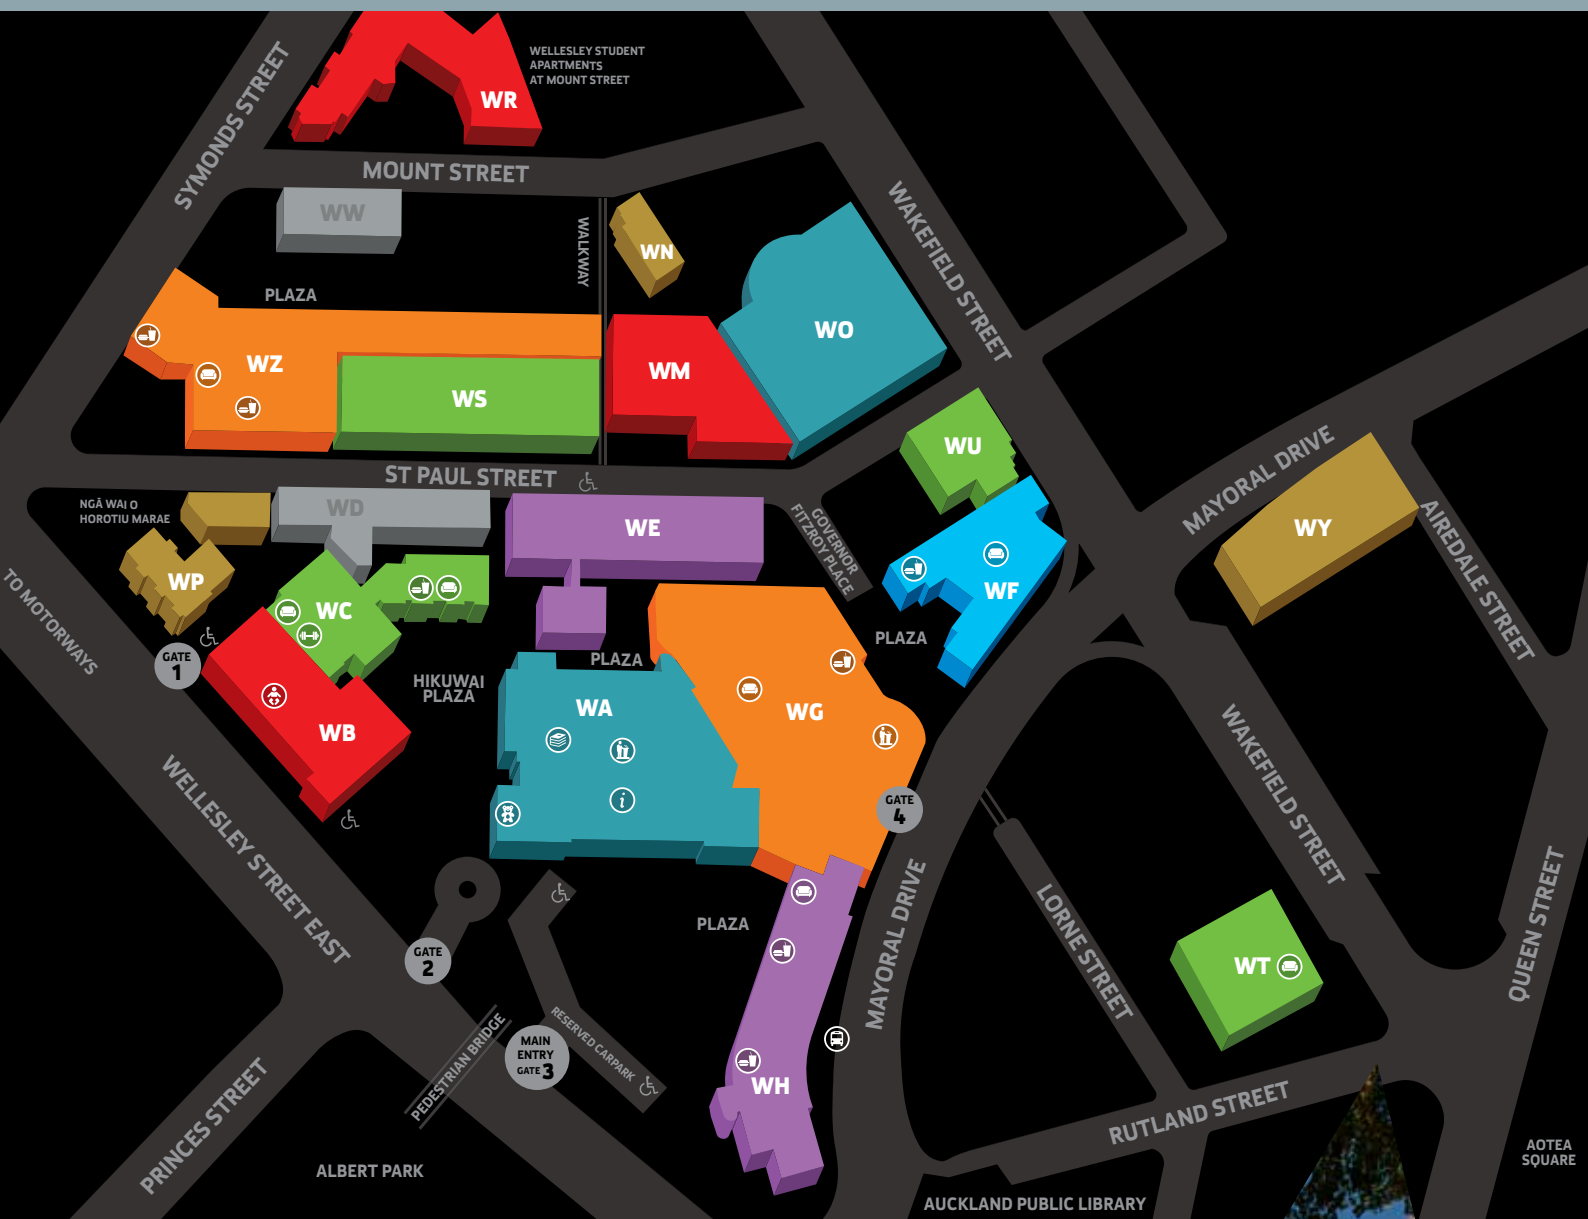 WELLESLEY STUDENT
APARTMENTS
AT MOUNT STREET
SYMONDS STREET
WR
MOUNT STREET
WW
WALKWAY
WN
WAKEFIELD STREET
PLAZA
WO
WZ
WM
WS
WU
MAYORAL DRIVE
ST PAUL STREET
NGĀ WAI O
HOROTIU MARAE
WD
WE
GOVERNOR
FITZROY PLACE
WY
AIREDALE STREET
TO MOTORWAYS
WP
WC
WF
PLAZA
GATE
1
PLAZA
HIKUWAI
PLAZA
WA
WG
WB
WAKEFIELD STREET
WELLESLEY STREET EAST
GATE
4
MAYORAL DRIVE
LORNE STREET
QUEEN STREET
PLAZA
GATE
2
WT
PEDESTRIAN BRIDGE
MAIN
ENTRY
GATE 3
RESERVED CARPARK
WH
PRINCES STREET
RUTLAND STREET
ALBERT PARK
AOTEA
SQUARE
AUCKLAND PUBLIC LIBRARY
i